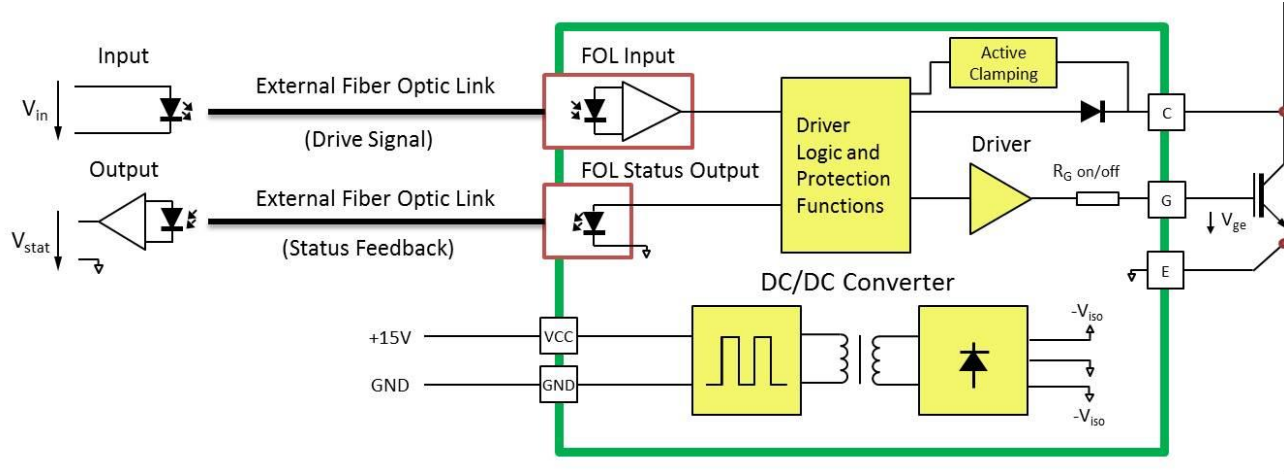 Input
V_in
External Fiber Optic Link
(Drive Signal)
FOL Input
Active
Clamping
Driver
Logic and
Protection
Functions
C
Output
V_stat
External Fiber Optic Link
(Status Feedback)
FOL Status Output
Driver
R_G on/off
G
V_ge
E
DC/DC Converter
+15V
VCC
GND
GND
-V_iso
-V_iso